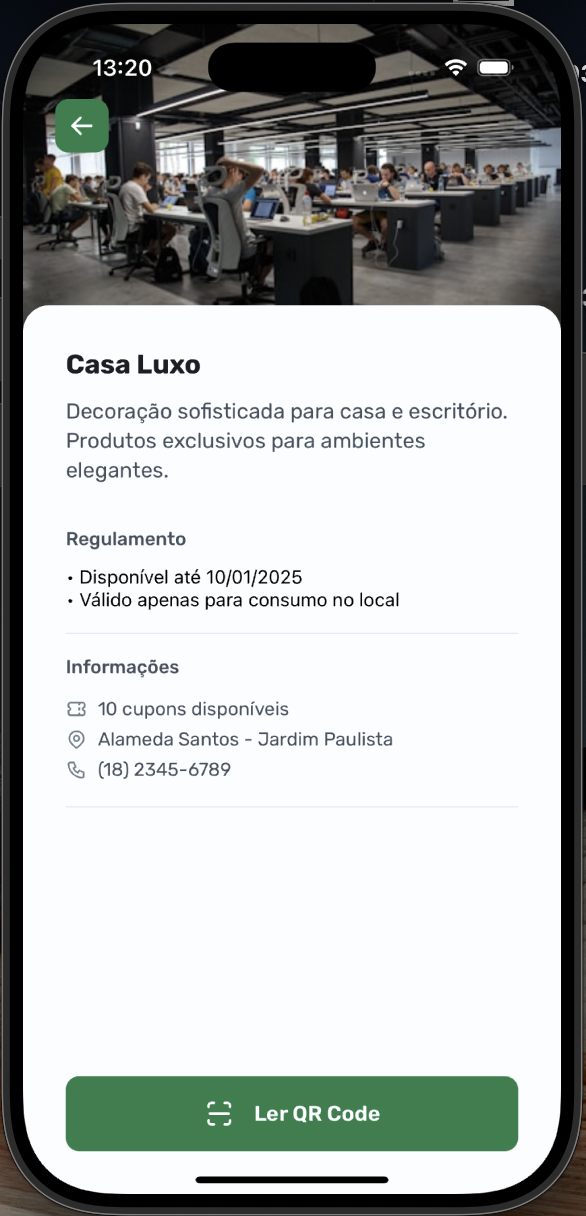 13:20
Casa Luxo
Decoração sofisticada para casa e escritório.
Produtos exclusivos para ambientes
elegantes.
Regulamento
• Disponível até 10/01/2025
• Válido apenas para consumo no local
Informações
10 cupons disponíveis
Alameda Santos - Jardim Paulista
(18) 2345-6789
Ler QR Code